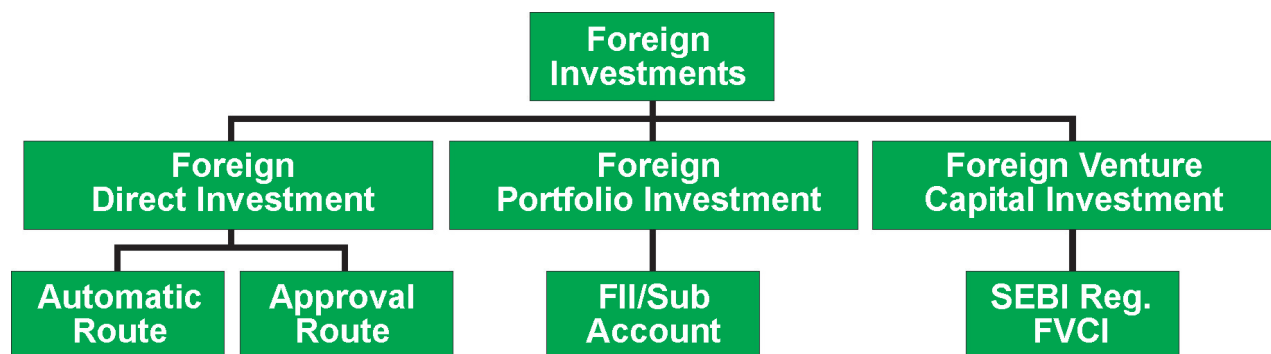 Foreign
Investments
Foreign
Direct Investment
Foreign
Portfolio Investment
Foreign Venture
Capital Investment
Automatic
Route
Approval
Route
FII/Sub
Account
SEBI Reg.
FVCI